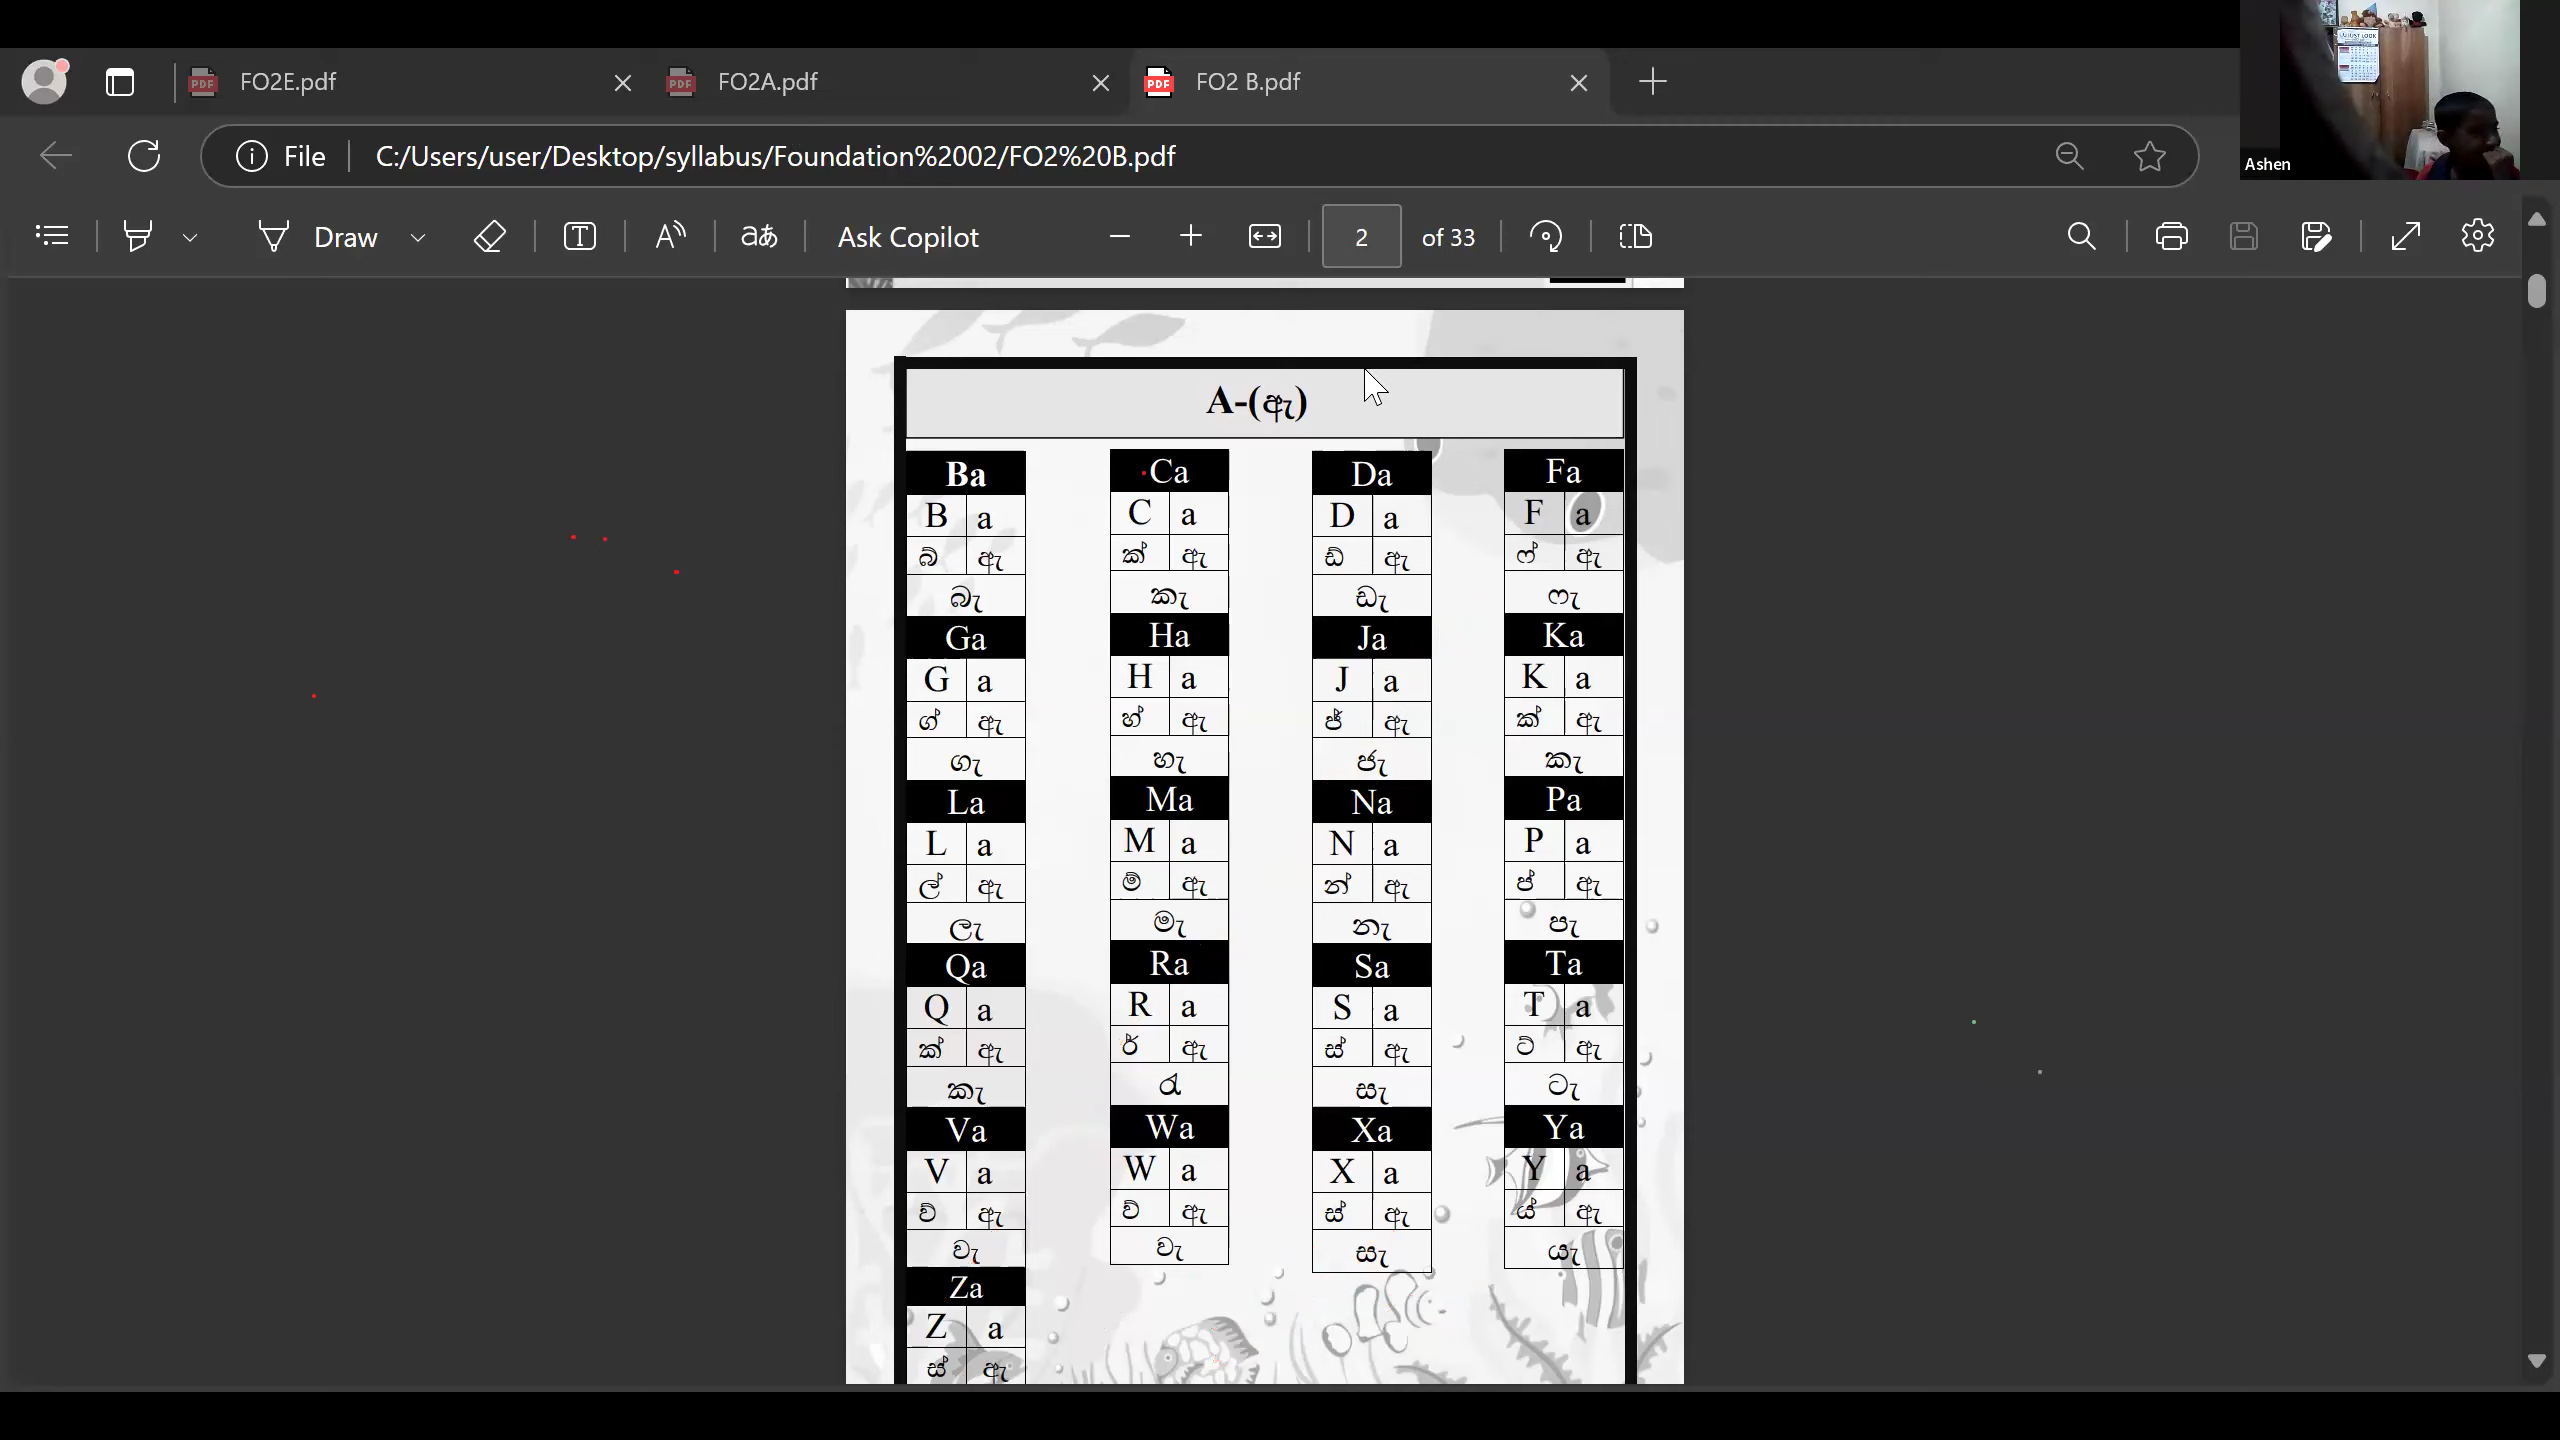 FO2E.pdf
FO2A.pdf
FO2 B.pdf
File C:/Users/user/Desktop/syllabus/Foundation%2002/FO2%20B.pdf
Ashen
Draw aあ Ask Copilot 2 of 33
A-(ඇ)
Ba Ca Da Fa
B a C a D a F a
බ් ඇ ක් ඇ ඩ් ඇ ෆ් ඇ
බැ කැ ඩැ ෆැ
Ga Ha Ja Ka
G a H a J a K a
ග් ඇ හ් ඇ ජ් ඇ ක් ඇ
ගැ හැ ජැ කැ
La Ma Na Pa
L a M a N a P a
ල් ඇ ම් ඇ න් ඇ ප් ඇ
ලැ මැ නැ පැ
Qa Ra Sa Ta
Q a R a S a T a
ක් ඇ ර් ඇ ස් ඇ ට් ඇ
කැ රැ සැ ටැ
Va Wa Xa Ya
V a W a X a Y a
ව් ඇ ව් ඇ ස් ඇ ය් ඇ
වැ වැ සැ යැ
Za
Z a
ස් ඇ